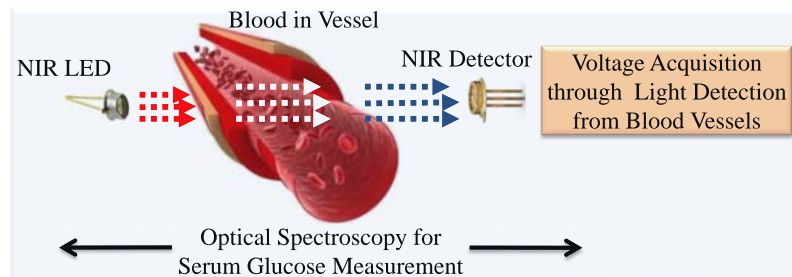 Blood in Vessel
NIR LED
NIR Detector
Voltage Acquisition
through Light Detection
from Blood Vessels
Optical Spectroscopy for
Serum Glucose Measurement